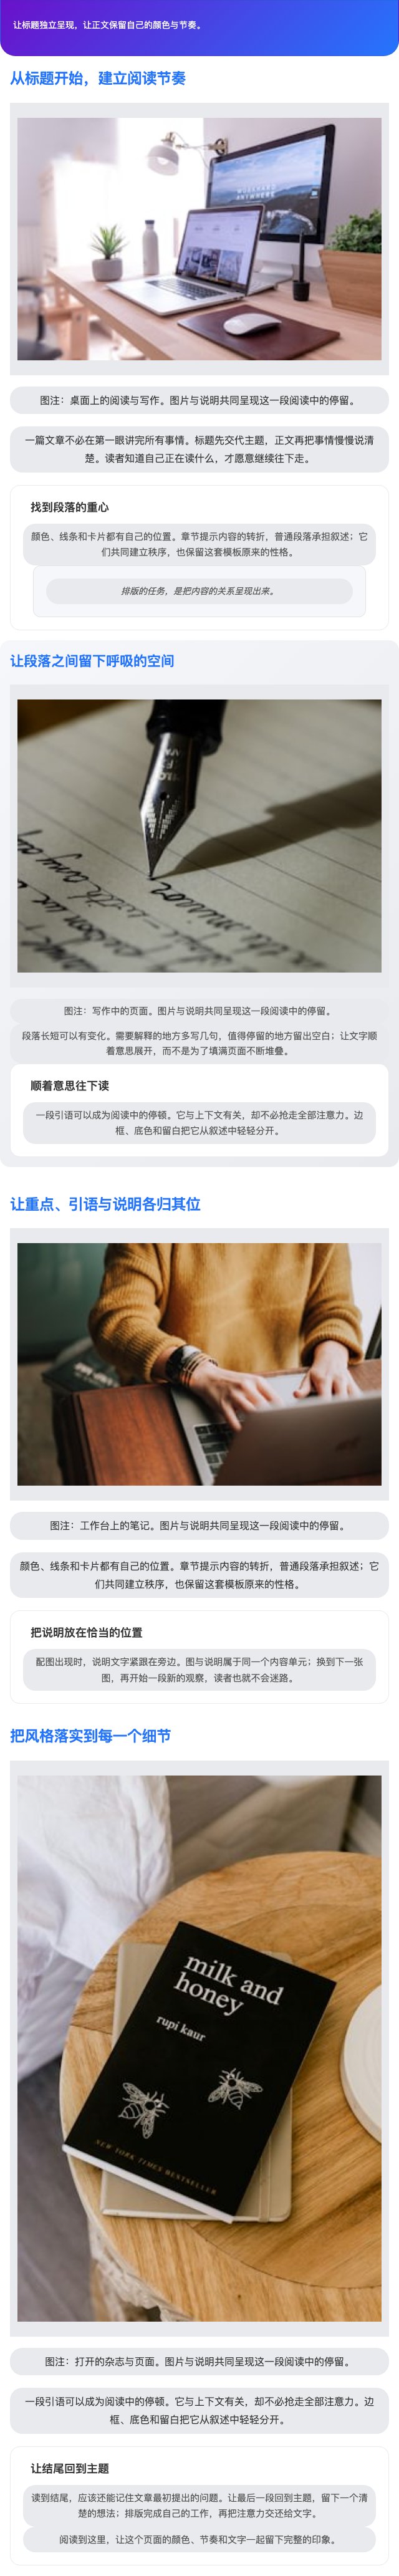 让标题独立呈现，让正文保留自己的颜色与节奏。
从标题开始，建立阅读节奏
图注：桌面上的阅读与写作。图片与说明共同呈现这一段阅读中的停留。
一篇文章不必在第一眼讲完所有事情。标题先交代主题，正文再把事情慢慢说清
楚。读者知道自己正在读什么，才愿意继续往下走。
找到段落的重心
颜色、线条和卡片都有自己的位置。章节提示内容的转折，普通段落承担叙述；它
们共同建立秩序，也保留这套模板原来的性格。
排版的任务，是把内容的关系呈现出来。
让段落之间留下呼吸的空间
图注：写作中的页面。图片与说明共同呈现这一段阅读中的停留。
段落长短可以有变化。需要解释的地方多写几句，值得停留的地方留出空白；让文字顺
着意思展开，而不是为了填满页面不断堆叠。
顺着意思往下读
一段引语可以成为阅读中的停顿。它与上下文有关，却不必抢走全部注意力。边
框、底色和留白把它从叙述中轻轻分开。
让重点、引语与说明各归其位
图注：工作台上的笔记。图片与说明共同呈现这一段阅读中的停留。
颜色、线条和卡片都有自己的位置。章节提示内容的转折，普通段落承担叙述；它
们共同建立秩序，也保留这套模板原来的性格。
把说明放在恰当的位置
配图出现时，说明文字紧跟在旁边。图与说明属于同一个内容单元；换到下一张
图，再开始一段新的观察，读者也就不会迷路。
把风格落实到每一个细节
milk and
honey
rupi kaur
NEW YORK TIMES BESTSELLER
图注：打开的杂志与页面。图片与说明共同呈现这一段阅读中的停留。
一段引语可以成为阅读中的停顿。它与上下文有关，却不必抢走全部注意力。边
框、底色和留白把它从叙述中轻轻分开。
让结尾回到主题
读到结尾，应该还能记住文章最初提出的问题。让最后一段回到主题，留下一个清
楚的想法；排版完成自己的工作，再把注意力交还给文字。
阅读到这里，让这个页面的颜色、节奏和文字一起留下完整的印象。